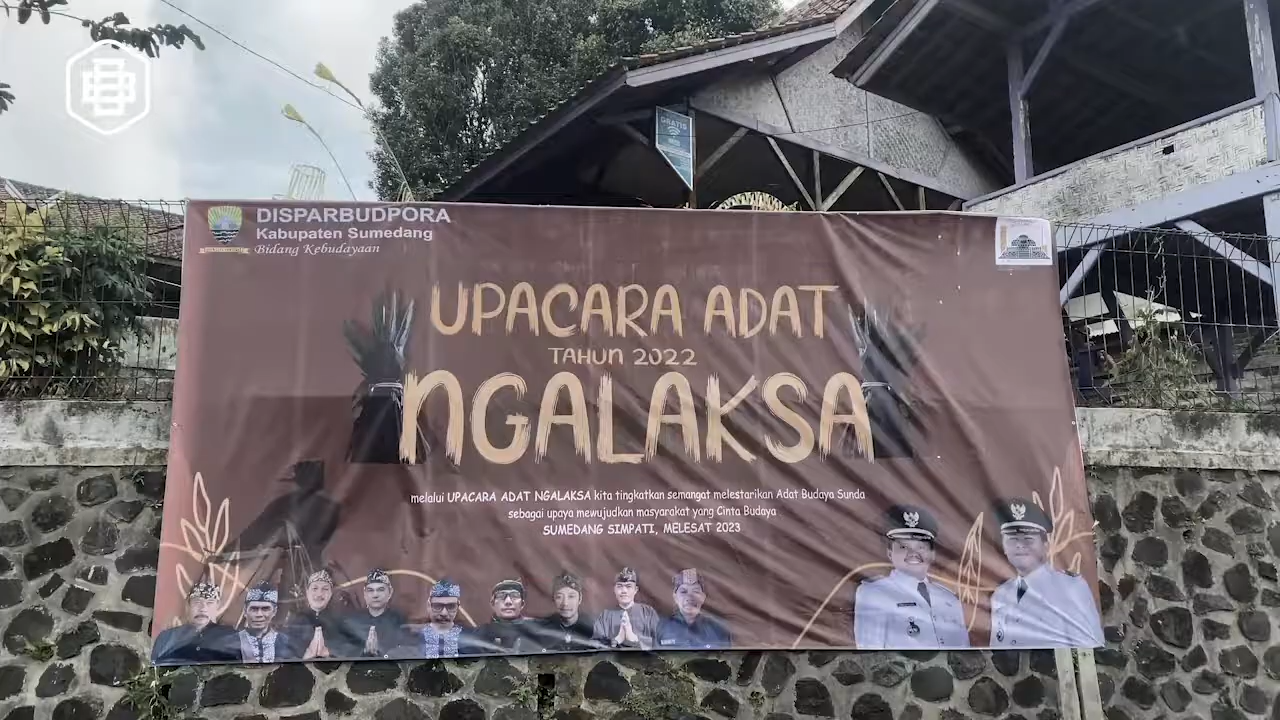 GRATIS
DISPARBUDPORA
Kabupaten Sumedang
Bidang Kebudayaan
UPACARA ADAT
TAHUN 2022
NGALAKSA
melalui UPACARA ADAT NGALAKSA kita tingkatkan semangat melestarikan Adat Budaya Sunda
sebagai upaya mewujudkan masyarakat yang Cinta Budaya
SUMEDANG SIMPATI, MELESAT 2023